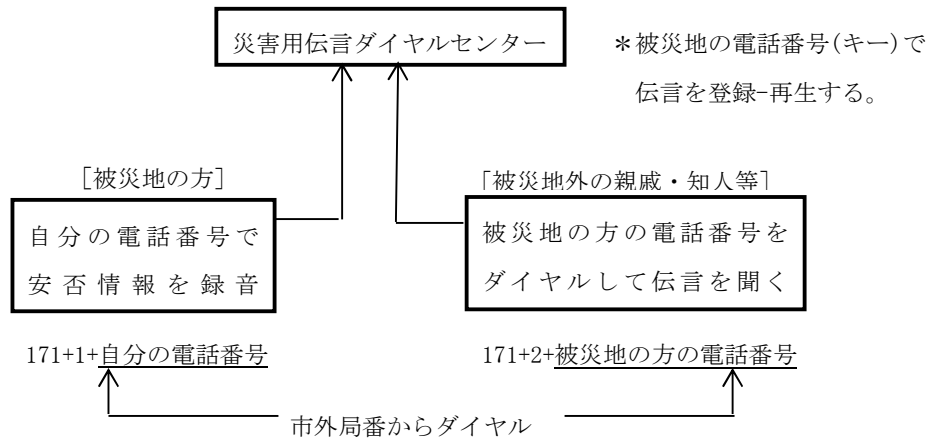 災害用伝言ダイヤルセンター
*被災地の電話番号(キー)で
伝言を登録-再生する。
[被災地の方]
自分の電話番号で
安否情報を録音
171+1+自分の電話番号
[被災地外の親戚・知人等]
被災地の方の電話番号を
ダイヤルして伝言を聞く
171+2+被災地の方の電話番号
市外局番からダイヤル